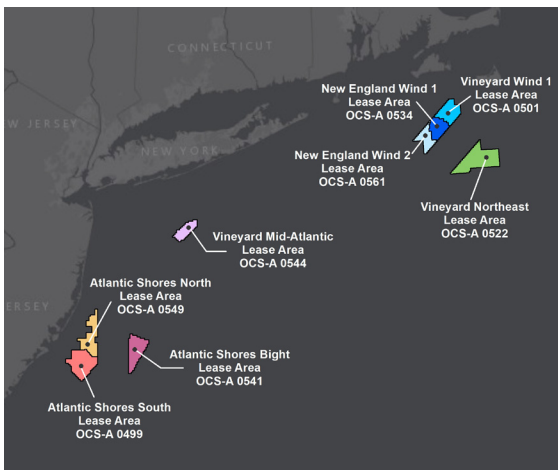 CONNECTICUT
NEW JERSEY
NEW YORK
New England Wind 1
Lease Area
OCS-A 0534
Vineyard Wind 1
Lease Area
OCS-A 0501
New England Wind 2
Lease Area
OCS-A 0561
Vineyard Northeast
Lease Area
OCS-A 0522
Vineyard Mid-Atlantic
Lease Area
OCS-A 0544
Atlantic Shores North
Lease Area
OCS-A 0549
ERSEY
Atlantic Shores Bight
Lease Area
OCS-A 0541
Atlantic Shores South
Lease Area
OCS-A 0499